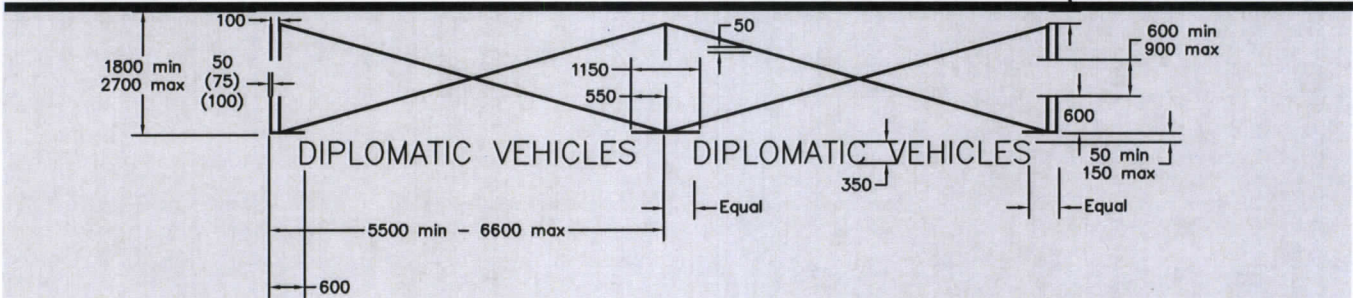 100
50
600 min
900 max
1800 min
2700 max
50
(75)
(100)
1150
550
600
DIPLOMATIC VEHICLES
DIPLOMATIC VEHICLES
50 min
150 max
350
Equal
Equal
5500 min - 6600 max
600